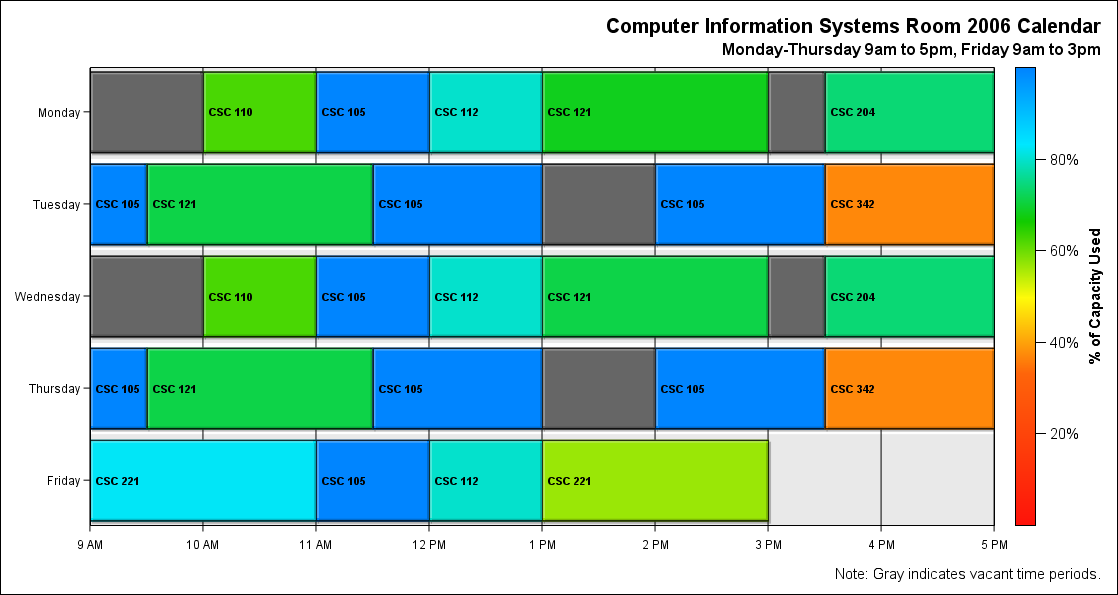 Computer Information Systems Room 2006 Calendar
Monday-Thursday 9am to 5pm, Friday 9am to 3pm
Monday CSC 110 CSC 105 CSC 112 CSC 121 CSC 204
80%
Tuesday CSC 105 CSC 121 CSC 105 CSC 105 CSC 342
60%
% of Capacity Used
Wednesday CSC 110 CSC 105 CSC 112 CSC 121 CSC 204
40%
Thursday CSC 105 CSC 121 CSC 105 CSC 105 CSC 342
20%
Friday CSC 221 CSC 105 CSC 112 CSC 221
9 AM 10 AM 11 AM 12 PM 1 PM 2 PM 3 PM 4 PM 5 PM
Note: Gray indicates vacant time periods.